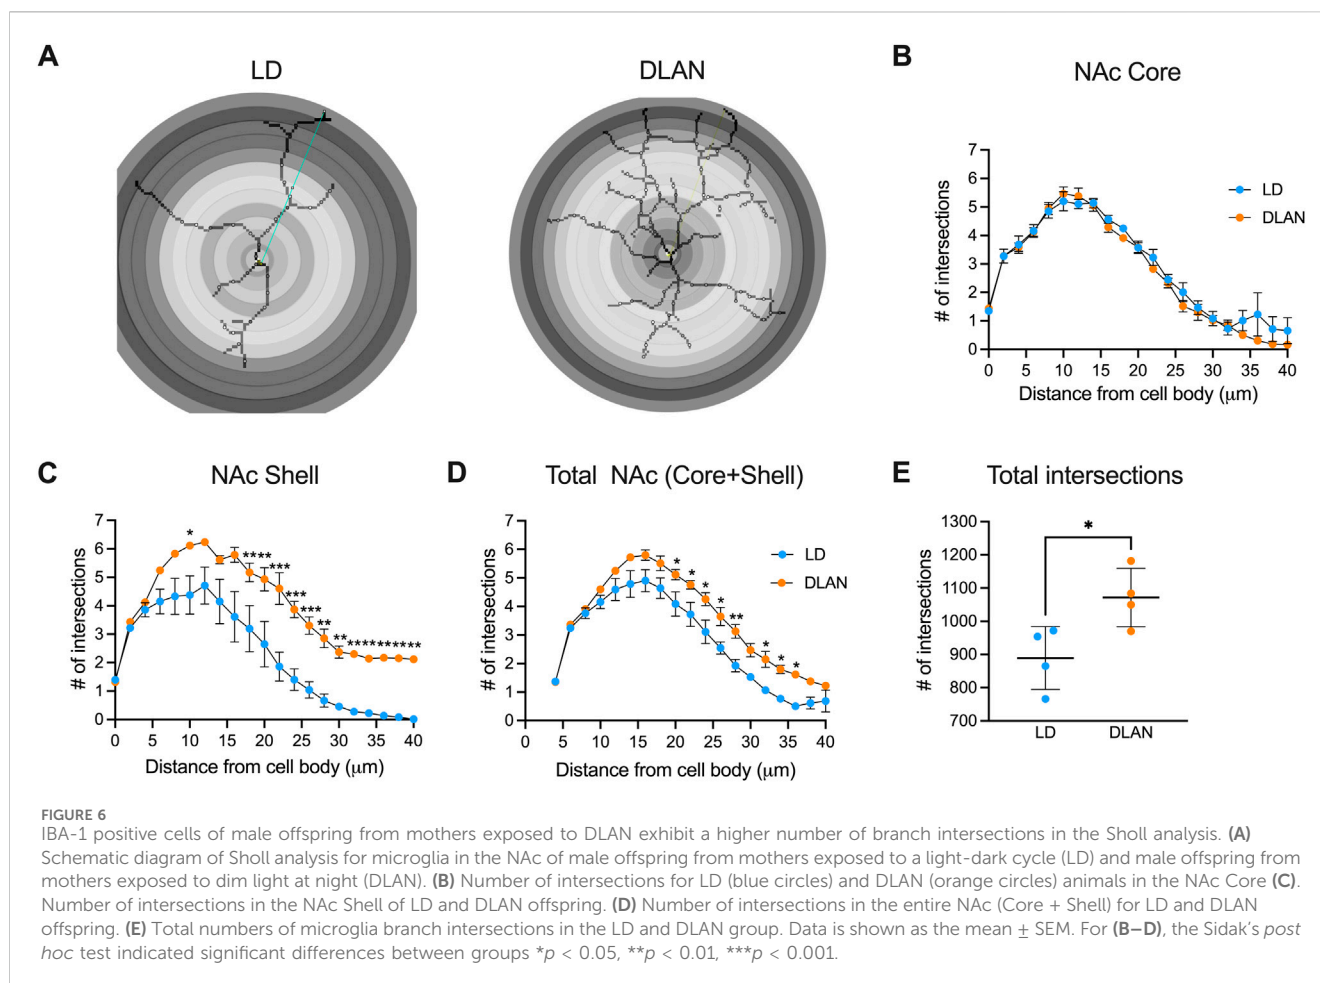 A
LD
DLAN
B
NAc Core
# of intersections
7
6
5
4
3
2
1
0
0 5 10 15 20 25 30 35 40
Distance from cell body (μm)
LD
DLAN
C
NAc Shell
# of intersections
7
6
5
4
3
2
1
0
* **** *** *** *** ** ** ***************
0 5 10 15 20 25 30 35 40
Distance from cell body (μm)
D
Total NAc (Core+Shell)
# of intersections
7
6
5
4
3
2
1
0
* * * * ** * * *
0 5 10 15 20 25 30 35 40
Distance from cell body (μm)
LD
DLAN
E
Total intersections
# of intersections
1300
1200
1100
1000
900
800
700
*
LD DLAN
FIGURE 6
IBA-1 positive cells of male offspring from mothers exposed to DLAN exhibit a higher number of branch intersections in the Sholl analysis. (A)
Schematic diagram of Sholl analysis for microglia in the NAc of male offspring from mothers exposed to a light-dark cycle (LD) and male offspring from
mothers exposed to dim light at night (DLAN). (B) Number of intersections for LD (blue circles) and DLAN (orange circles) animals in the NAc Core (C).
Number of intersections in the NAc Shell of LD and DLAN offspring. (D) Number of intersections in the entire NAc (Core + Shell) for LD and DLAN
offspring. (E) Total numbers of microglia branch intersections in the LD and DLAN group. Data is shown as the mean ± SEM. For (B–D), the Sidak's post
hoc test indicated significant differences between groups *p < 0.05, **p < 0.01, ***p < 0.001.